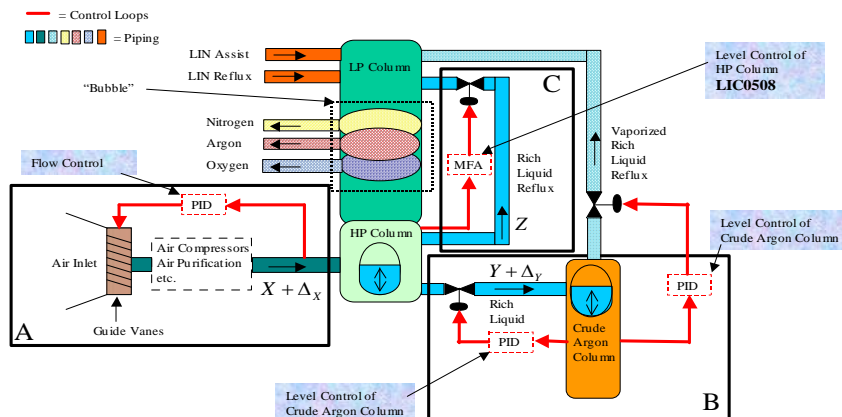 = Control Loops
= Piping
LIN Assist
LIN Reflux
LP Column
"Bubble"
Nitrogen
Argon
Oxygen
Flow Control
PID
Air Inlet
Air Compressors
Air Purification
etc.
X + Δ_X
Guide Vanes
A
HP Column
MFA
Rich
Liquid
Reflux
Z
C
Level Control of
HP Column
LIC0508
Vaporized
Rich
Liquid
Reflux
Level Control of
Crude Argon Column
PID
Y + Δ_Y
Rich
Liquid
PID
Crude
Argon
Column
B
Level Control of
Crude Argon Column